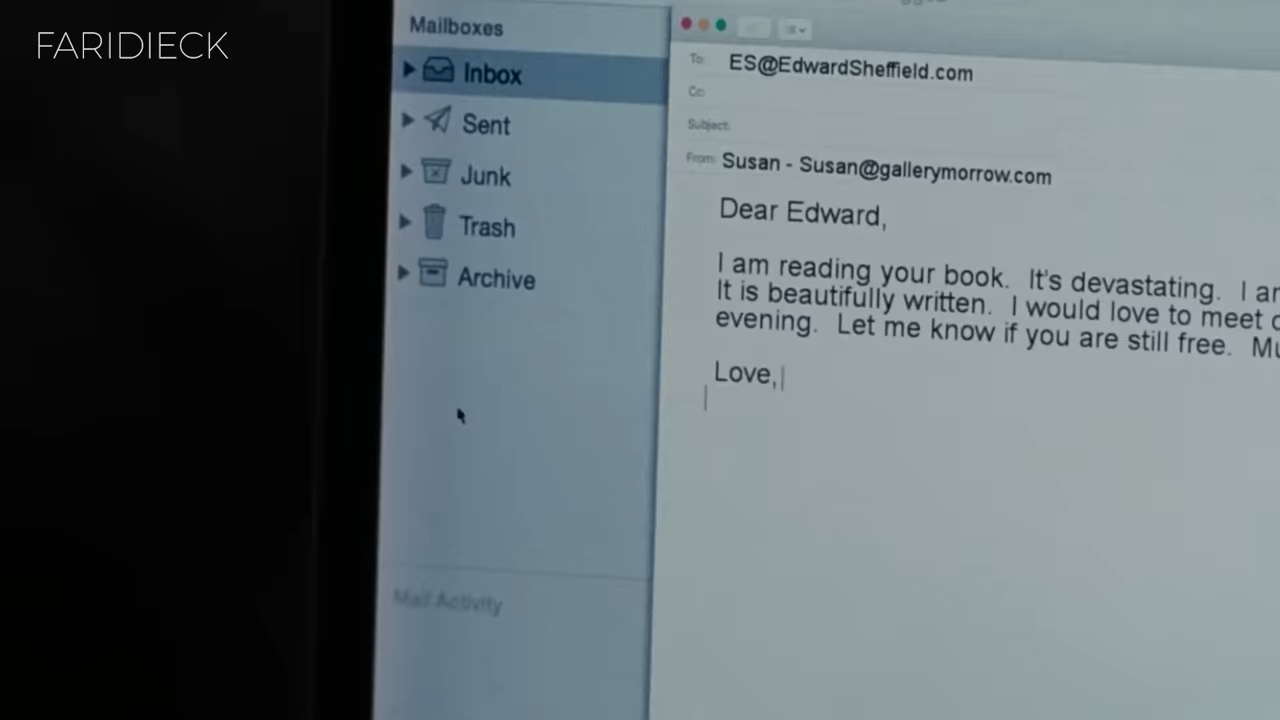 FARIDIECK
Mailboxes
Inbox
Sent
Junk
Trash
Archive
Mail Activity
To: ES@EdwardSheffield.com
Cc:
Subject:
From: Susan - Susan@gallerymorrow.com
Dear Edward,
I am reading your book. It's devastating. I
It is beautifully written. I would love to meet
evening. Let me know if you are still free.
Love,